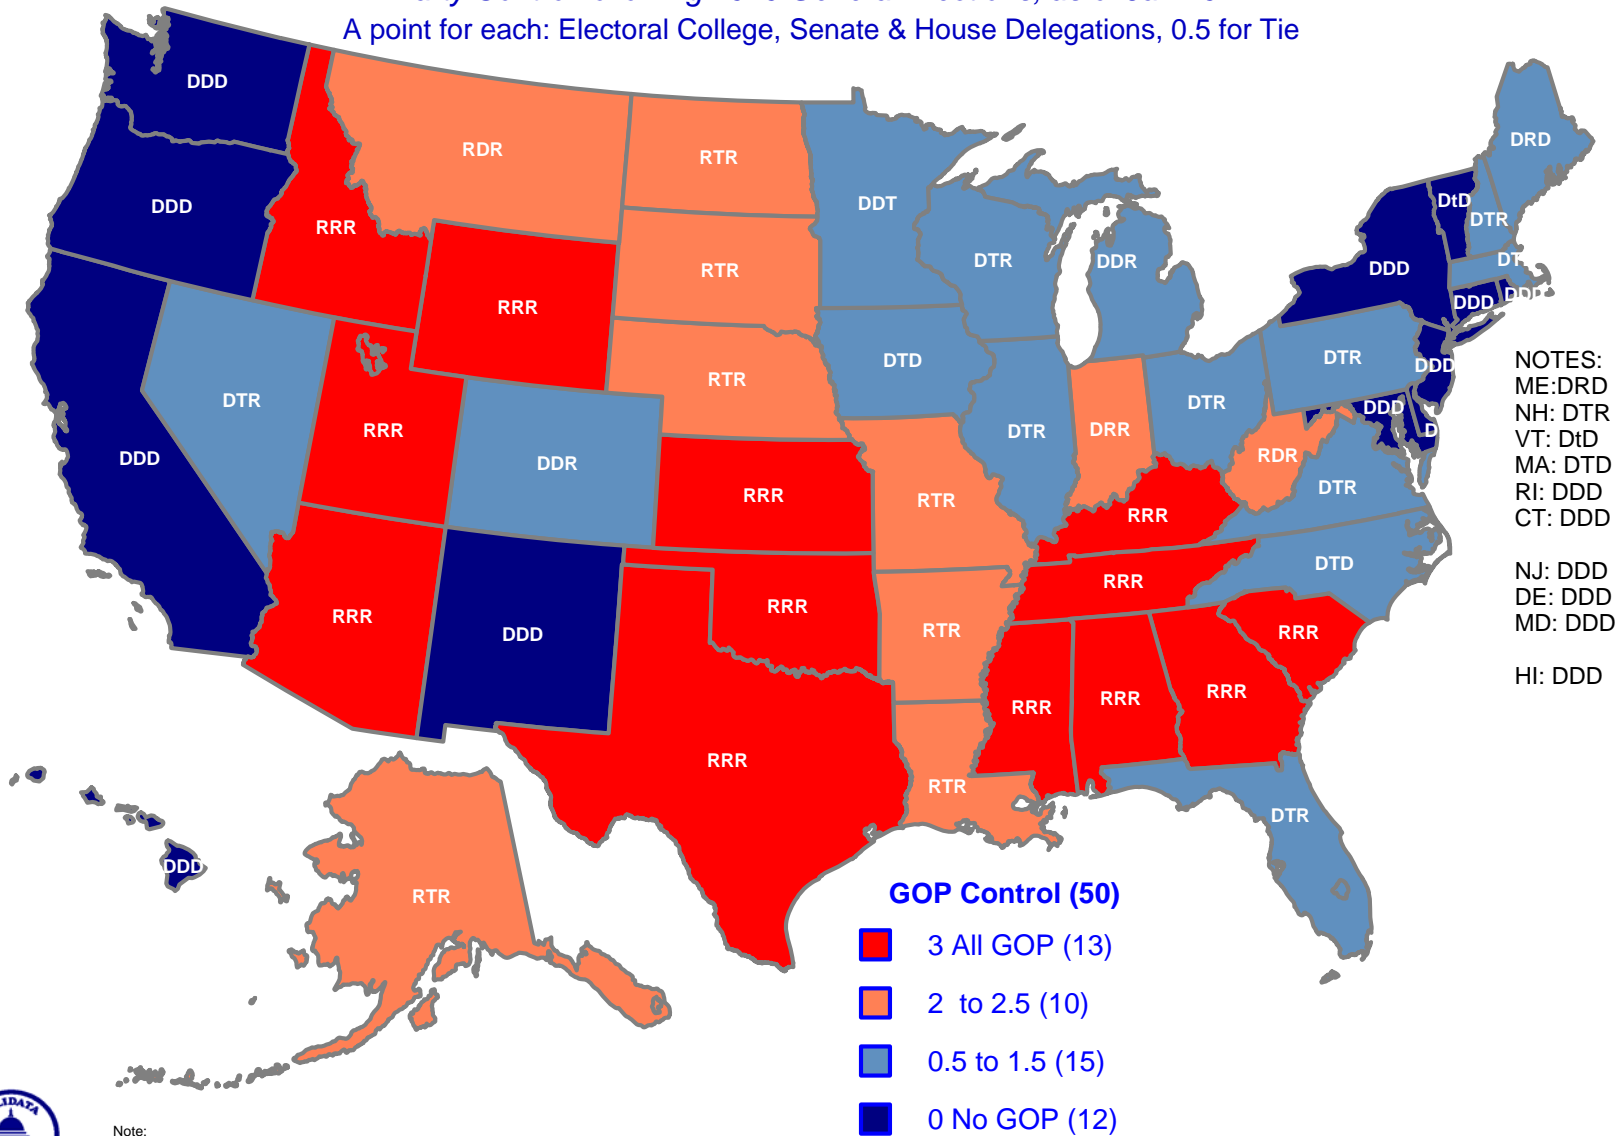 A point for each: Electoral College, Senate & House Delegations, 0.5 for Tie
DDD
RDR
RTR
DRD
DDD
RRR
DDT
DtD
DTR
RTR
DTR
DDR
DDD
DT
RRR
DDD
DDD
RTR
DTD
DTR
DDD
DTR
RRR
DTR
DDD
D
DDD
DDR
DTR
DRR
RDR
RRR
RTR
RRR
DTR
RRR
DDD
RRR
RTR
RRR
DTD
RRR
RRR
RRR
RRR
RRR
RTR
DTR
DDD
RTR
NOTES:
ME:DRD
NH: DTR
VT: DtD
MA: DTD
RI: DDD
CT: DDD
NJ: DDD
DE: DDD
MD: DDD
HI: DDD
GOP Control (50)
3 All GOP (13)
2 to 2.5 (10)
0.5 to 1.5 (15)
0 No GOP (12)
Note: